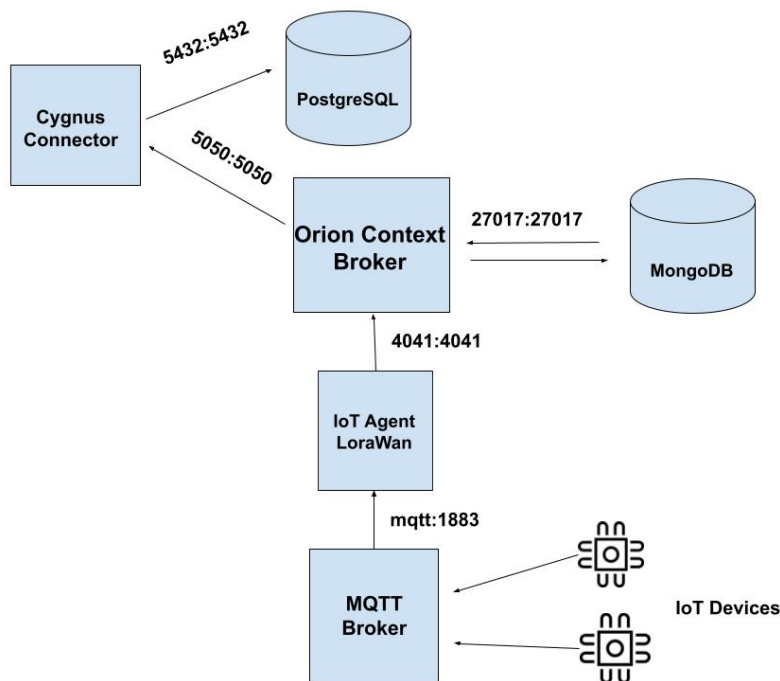 5432:5432
PostgreSQL
Cygnus
Connector
5050:5050
Orion Context
Broker
27017:27017
MongoDB
4041:4041
IoT Agent
LoraWan
mqtt:1883
MQTT
Broker
IoT Devices